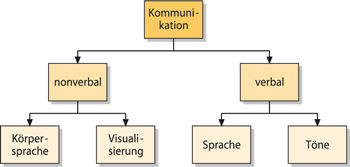 Kommuni-
kation
nonverbal
verbal
Körper-
sprache
Visuali-
sierung
Sprache
Töne